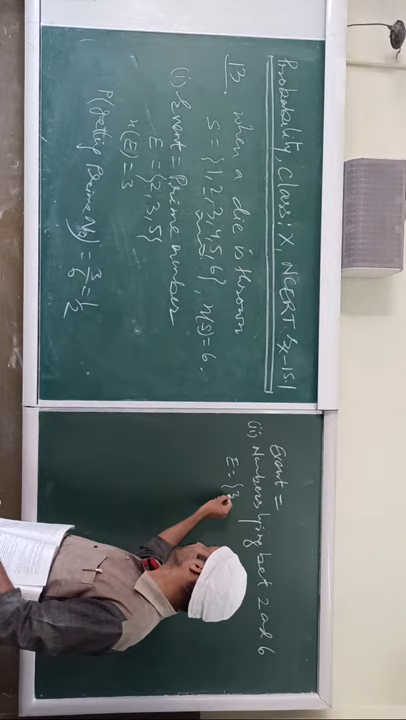 Probability, Class: X, NCERT. Ex-15.1
13. When a die is thrown
S = {1, 2, 3, 4, 5, 6}, n(S) = 6.
(i) Event = Prime number
E = {2, 3, 5}
n(E) = 3
P(getting Prime No) = 3/6 = 1/2
Event =
(ii) Numbers lying bet 2 and 6
E = {3